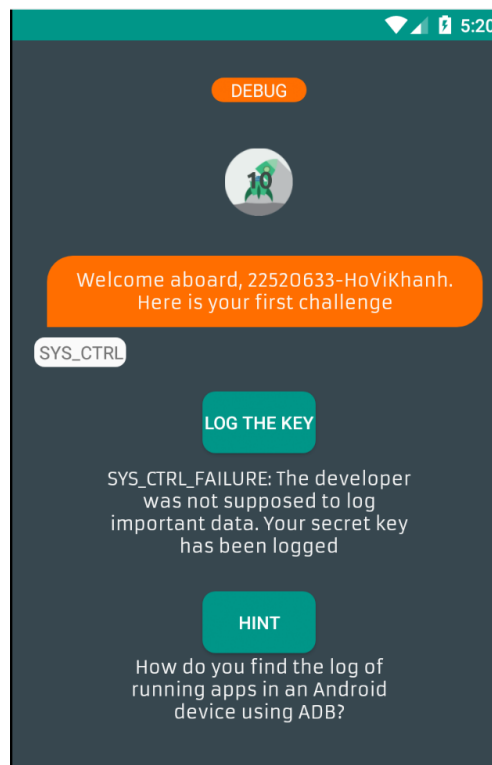 5:20
DEBUG
10
Welcome aboard, 22520633-HoViKhanh.
Here is your first challenge
SYS_CTRL
LOG THE KEY
SYS_CTRL_FAILURE: The developer
was not supposed to log
important data. Your secret key
has been logged
HINT
How do you find the log of
running apps in an Android
device using ADB?